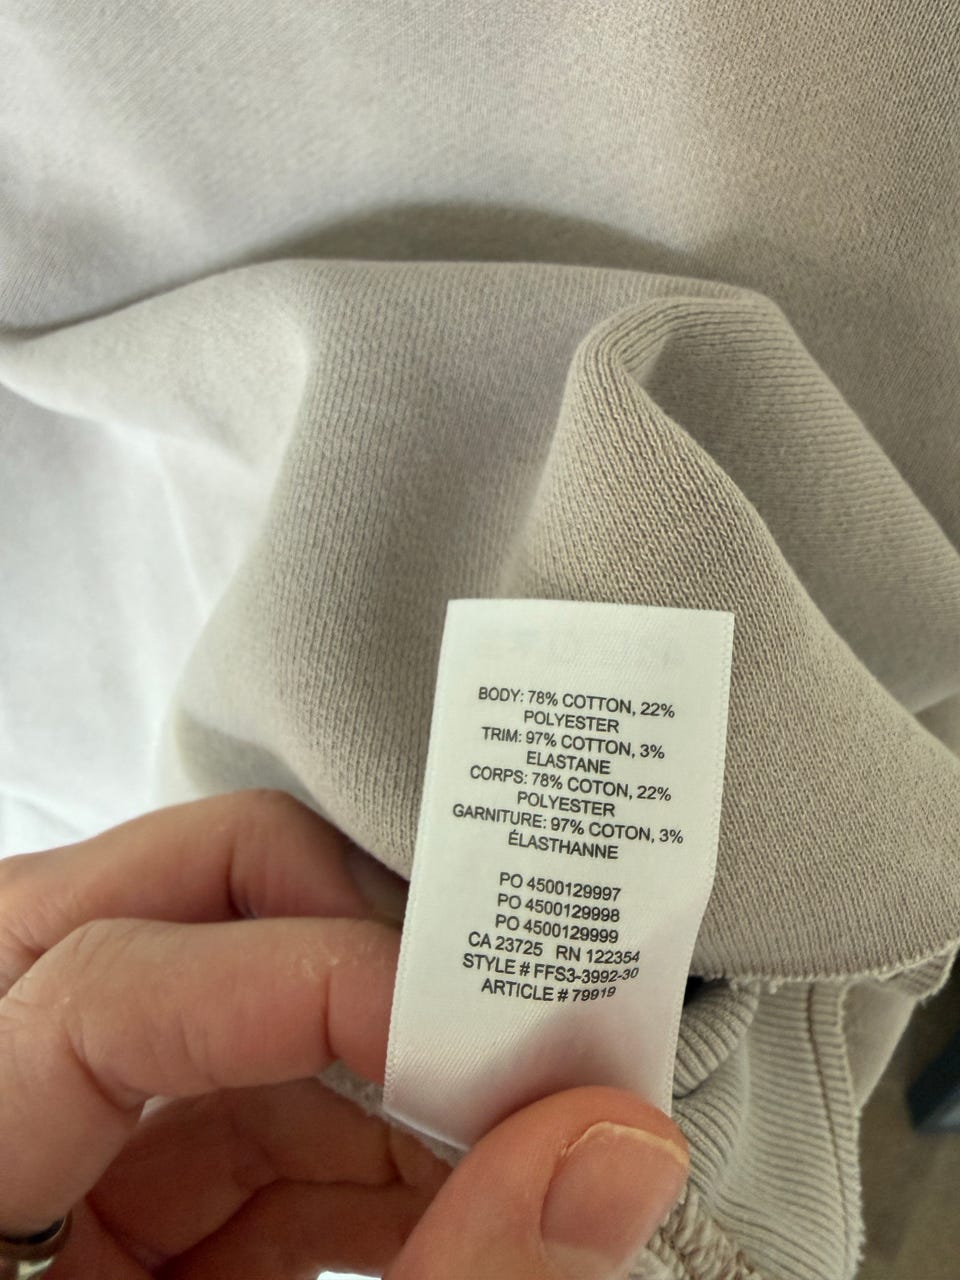 BODY: 78% COTTON, 22%
POLYESTER
TRIM: 97% COTTON, 3%
ELASTANE
CORPS: 78% COTON, 22%
POLYESTER
GARNITURE: 97% COTON, 3%
ÉLASTHANNE
PO 4500129997
PO 4500129998
PO 4500129999
CA 23725 RN 122354
STYLE # FFS3-3992-30
ARTICLE # 79919